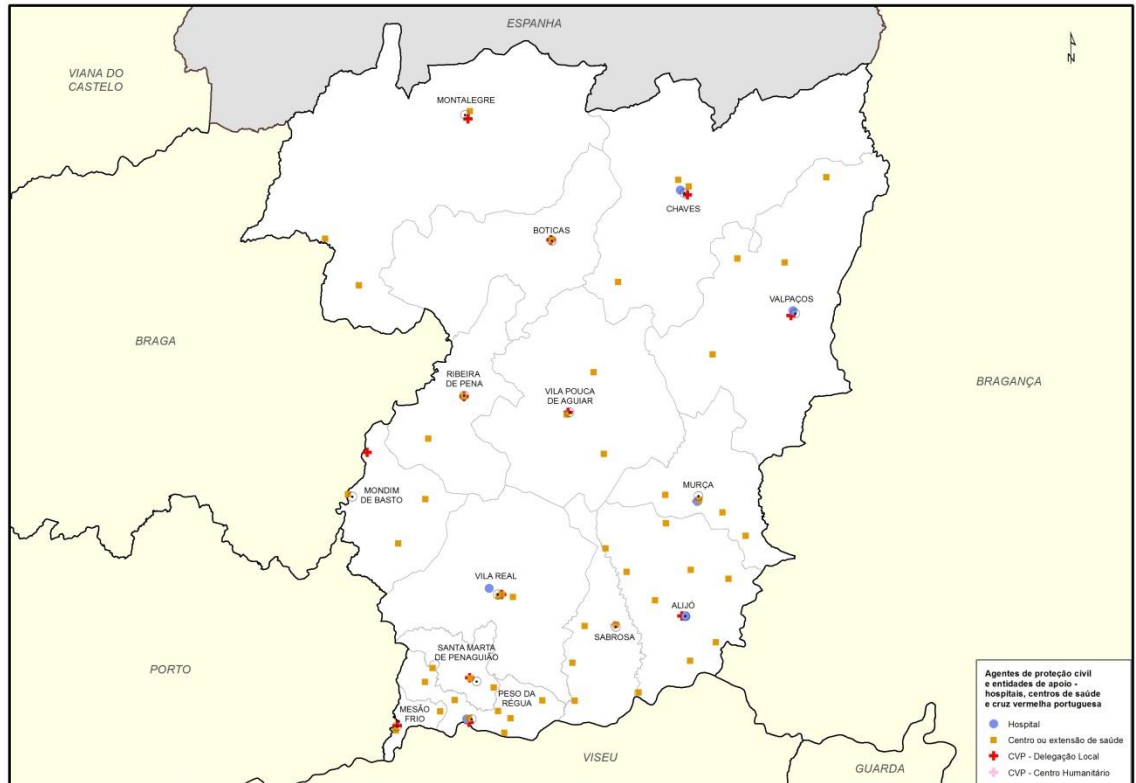 ESPANHA
VIANA DO
CASTELO
N
MONTALEGRE
CHAVES
BOTICAS
VALPAÇOS
BRAGA
RIBEIRA
DE PENA
VILA POUCA
DE AGUIAR
BRAGANÇA
MURÇA
MONDIM
DE BASTO
VILA REAL
ALIJÓ
SABROSA
SANTA MARTA
DE PENAGUIÃO
PORTO
PESO DA
RÉGUA
MESÃO
FRIO
VISEU
GUARDA
Agentes de proteção civil
e entidades de apoio -
hospitais, centros de saúde
e cruz vermelha portuguesa
Hospital
Centro ou extensão de saúde
CVP - Delegação Local
CVP - Centro Humanitário